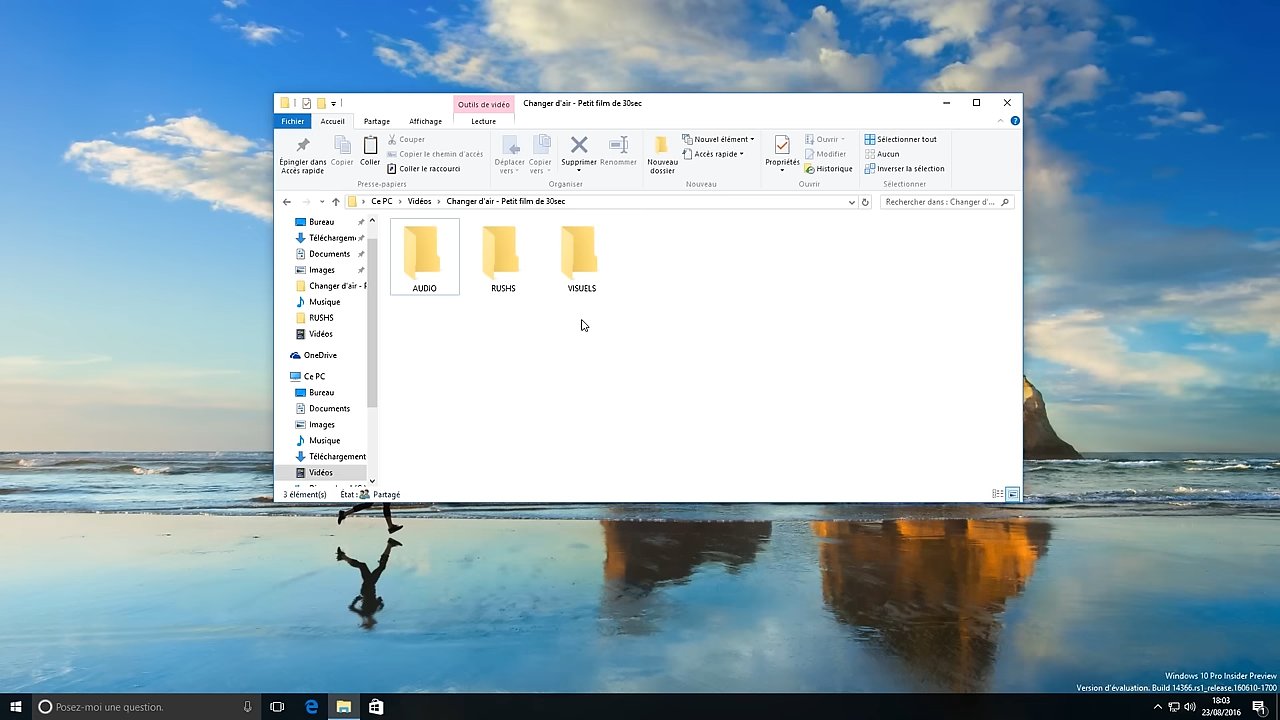 Outils de vidéo
Changer d'air - Petit film de 30sec
Fichier
Accueil
Partage
Affichage
Lecture
Épingler dans
Accès rapide
Copier
Coller
Couper
Copier le chemin d'accès
Coller le raccourci
Presse-papiers
Déplacer
vers
Copier
vers
Supprimer
Renommer
Organiser
Nouveau
dossier
Nouvel élément
Accès rapide
Nouveau
Propriétés
Ouvrir
Modifier
Historique
Ouvrir
Sélectionner tout
Aucun
Inverser la sélection
Sélectionner
Ce PC > Vidéos > Changer d'air - Petit film de 30sec
Rechercher dans : Changer d'...
Bureau
Téléchargem
Documents
Images
Changer d'air - P
Musique
RUSHS
Vidéos
OneDrive
Ce PC
Bureau
Documents
Images
Musique
Téléchargement
Vidéos
AUDIO
RUSHS
VISUELS
3 élément(s)
État : Partagé
Windows 10 Pro Insider Preview
Version d'évaluation. Build 14366.rs1_release.160610-1700
Posez-moi une question.
18:03
23/08/2016